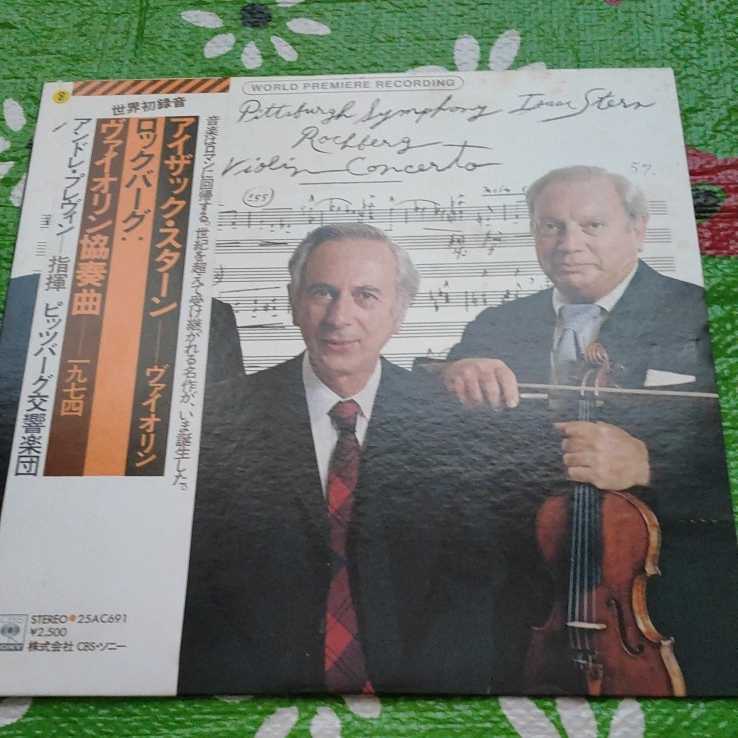 WORLD PREMIERE RECORDING
Pittsburgh Symphony Isaac Stern
Rochberg
Violin Concerto
57.
255
世界初録音
音楽はロマンに回帰する。世紀を超えて受け継がれる名作が、いま誕生した。
アイザック・スターン──ヴァイオリン
ロックバーグ:
ヴァイオリン協奏曲──一九七四
アンドレ・プレヴィン──指揮 ピッツバーグ交響楽団
STEREO●25AC691
¥2,500
株式会社 CBS・ソニー
SONY
8